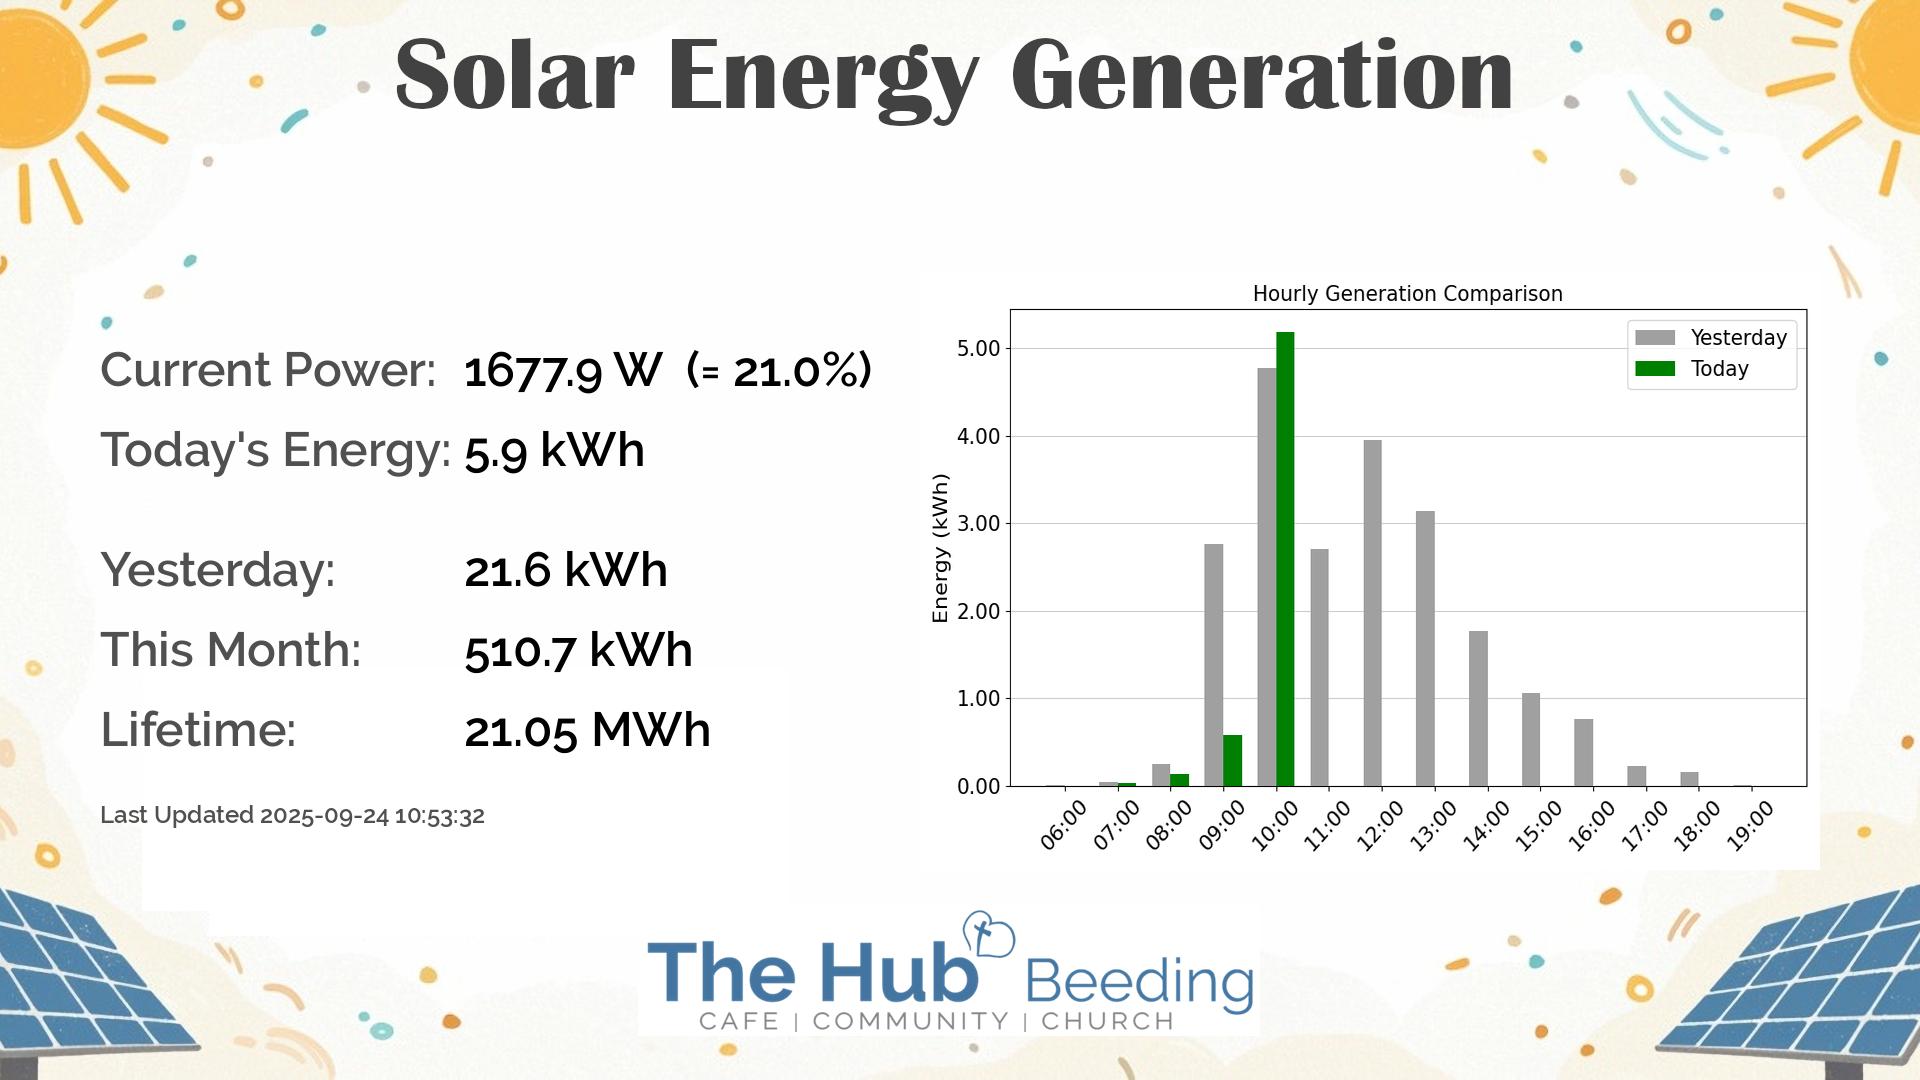 Solar Energy Generation
Current Power: 1677.9 W (= 21.0%)
Today's Energy: 5.9 kWh
Yesterday: 21.6 kWh
This Month: 510.7 kWh
Lifetime: 21.05 MWh
Last Updated 2025-09-24 10:53:32
Hourly Generation Comparison
Yesterday
Today
Energy (kWh)
5.00
4.00
3.00
2.00
1.00
0.00
06:00 07:00 08:00 09:00 10:00 11:00 12:00 13:00 14:00 15:00 16:00 17:00 18:00 19:00
The Hub Beeding
CAFE | COMMUNITY | CHURCH